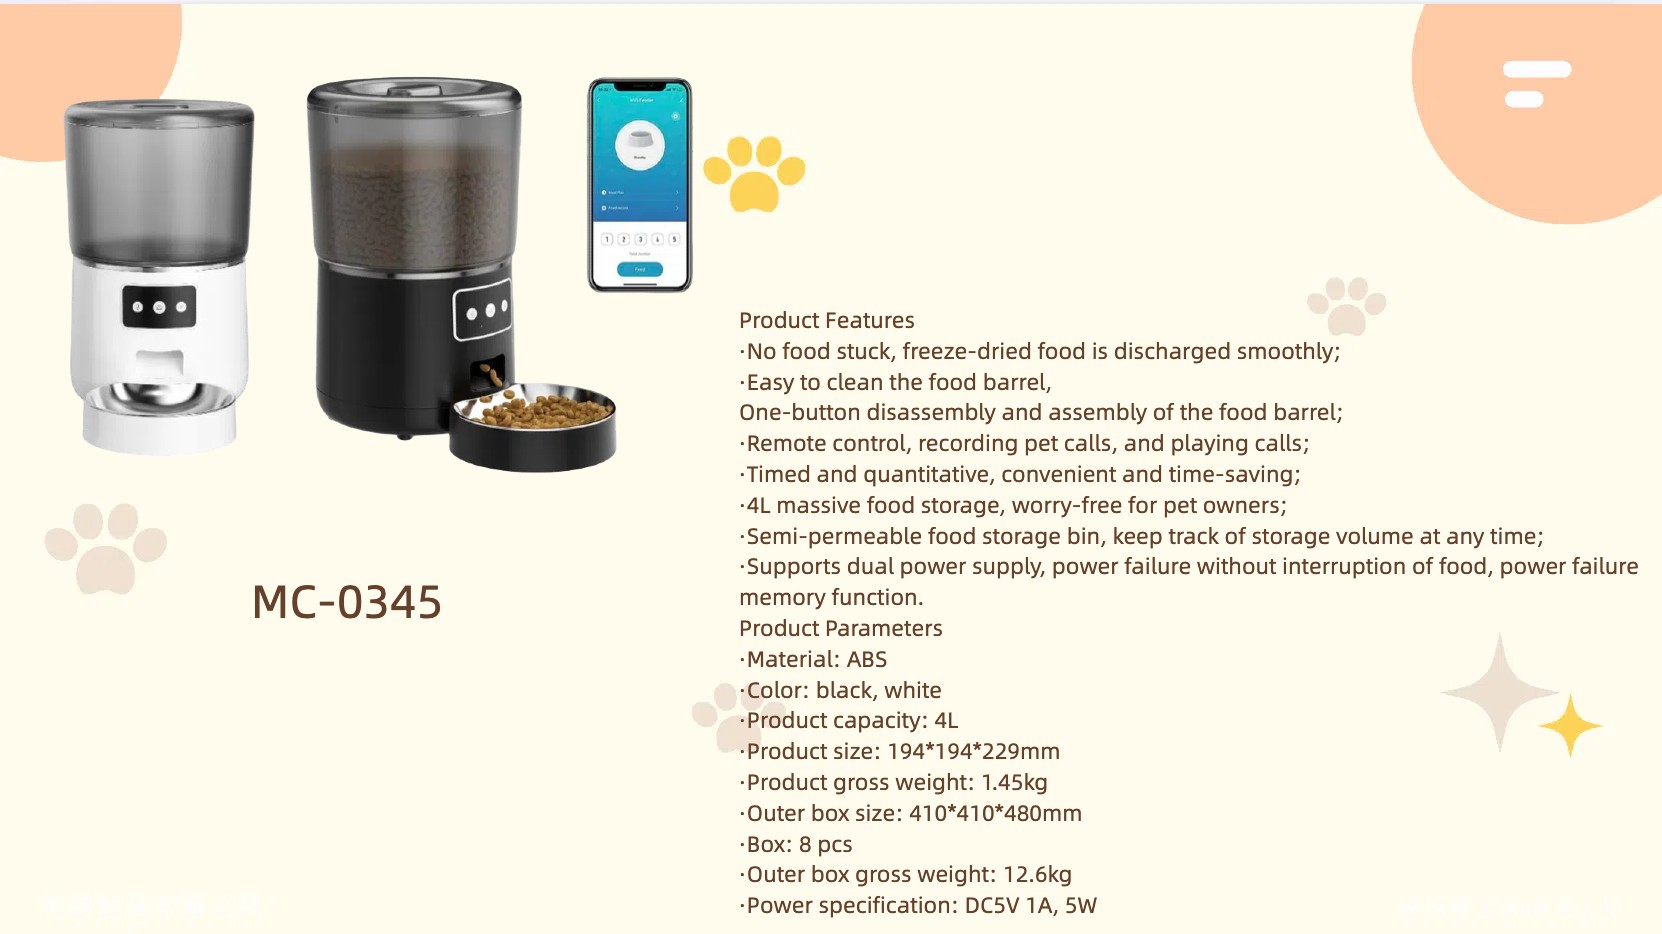 MC-0345
Product Features
·No food stuck, freeze-dried food is discharged smoothly;
·Easy to clean the food barrel,
One-button disassembly and assembly of the food barrel;
·Remote control, recording pet calls, and playing calls;
·Timed and quantitative, convenient and time-saving;
·4L massive food storage, worry-free for pet owners;
·Semi-permeable food storage bin, keep track of storage volume at any time;
·Supports dual power supply, power failure without interruption of food, power failure
memory function.
Product Parameters
·Material: ABS
·Color: black, white
·Product capacity: 4L
·Product size: 194*194*229mm
·Product gross weight: 1.45kg
·Outer box size: 410*410*480mm
·Box: 8 pcs
·Outer box gross weight: 12.6kg
·Power specification: DC5V 1A, 5W
1 2 3 4 5
Feed